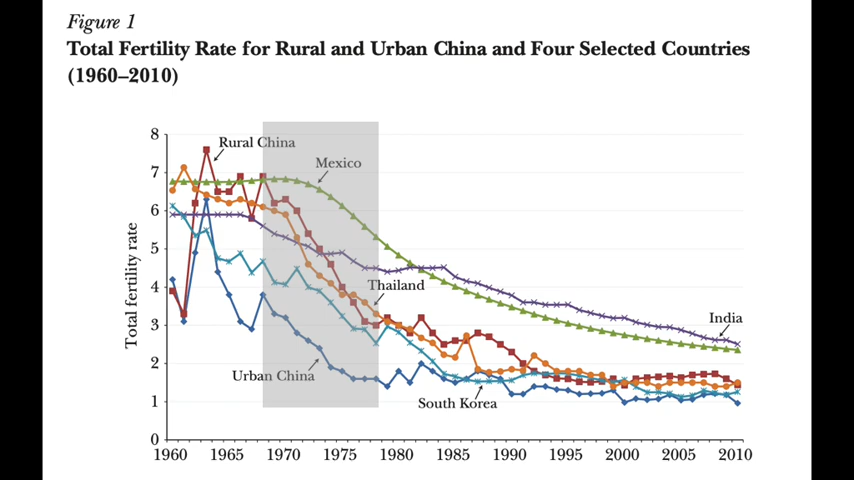 Figure 1
Total Fertility Rate for Rural and Urban China and Four Selected Countries
(1960–2010)
8
7
6
5
4
3
2
1
0
Total fertility rate
Rural China
Mexico
Thailand
India
Urban China
South Korea
1960 1965 1970 1975 1980 1985 1990 1995 2000 2005 2010